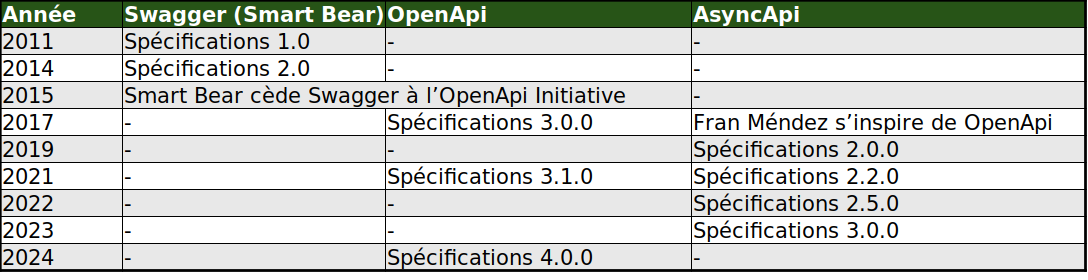 Année Swagger (Smart Bear) OpenApi AsyncApi
2011 Spécifications 1.0 - -
2014 Spécifications 2.0 - -
2015 Smart Bear cède Swagger à l’OpenApi Initiative -
2017 - Spécifications 3.0.0 Fran Méndez s’inspire de OpenApi
2019 - - Spécifications 2.0.0
2021 - Spécifications 3.1.0 Spécifications 2.2.0
2022 - - Spécifications 2.5.0
2023 - - Spécifications 3.0.0
2024 - Spécifications 4.0.0 -